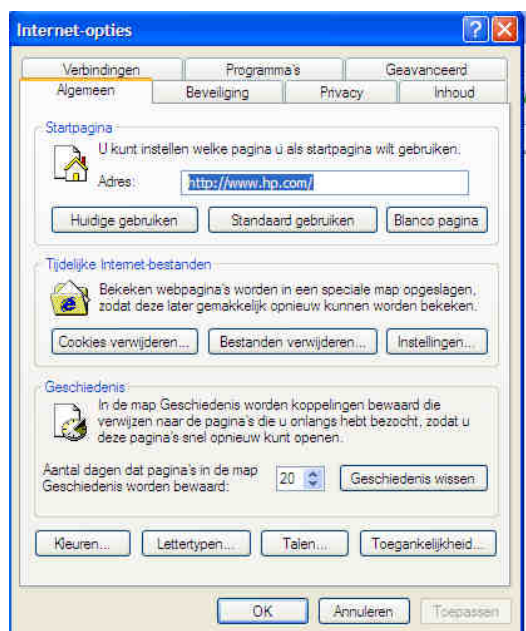 Internet-opties
Verbindingen Programma's Geavanceerd
Algemeen Beveiliging Privacy Inhoud
Startpagina
U kunt instellen welke pagina u als startpagina wilt gebruiken.
Adres: http://www.hp.com/
Huidige gebruiken Standaard gebruiken Blanco pagina
Tijdelijke Internet-bestanden
Bekeken webpagina's worden in een speciale map opgeslagen,
zodat deze later gemakkelijk opnieuw kunnen worden bekeken.
Cookies verwijderen... Bestanden verwijderen... Instellingen...
Geschiedenis
In de map Geschiedenis worden koppelingen bewaard die
verwijzen naar de pagina's die u onlangs hebt bezocht, zodat u
deze pagina's snel opnieuw kunt openen.
Aantal dagen dat pagina's in de map
Geschiedenis worden bewaard: 20 Geschiedenis wissen
Kleuren... Lettertypen... Talen... Toegankelijkheid...
OK Annuleren Toepassen